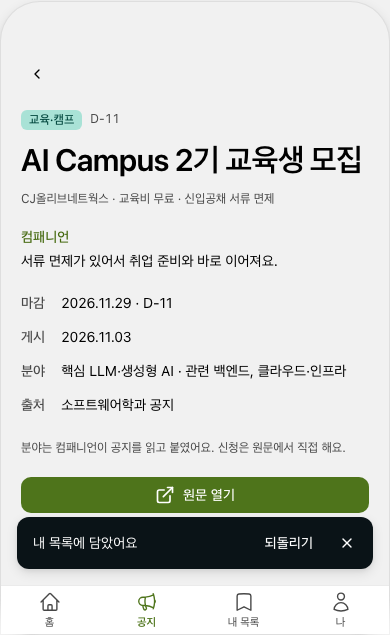 교육·캠프 D-11
AI Campus 2기 교육생 모집
CJ올리브네트웍스 · 교육비 무료 · 신입공채 서류 면제
컴패니언
서류 면제가 있어서 취업 준비와 바로 이어져요.
마감 2026.11.29 · D-11
게시 2026.11.03
분야 핵심 LLM·생성형 AI · 관련 백엔드, 클라우드·인프라
출처 소프트웨어학과 공지
분야는 컴패니언이 공지를 읽고 붙였어요. 신청은 원문에서 직접 해요.
원문 열기
내 목록에 담았어요 되돌리기
홈 공지 내 목록 나